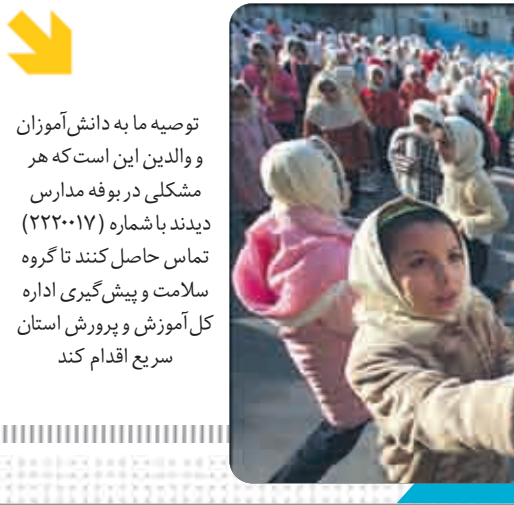 توصیه ما به دانش‌آموزان
و والدین این است که هر
مشکلی در بوفه مدارس
دیدند با شماره (۲۲۲۰۰۱۷)
تماس حاصل کنند تا گروه
سلامت و پیش‌گیری اداره
کل آموزش و پرورش استان
سریع اقدام کند